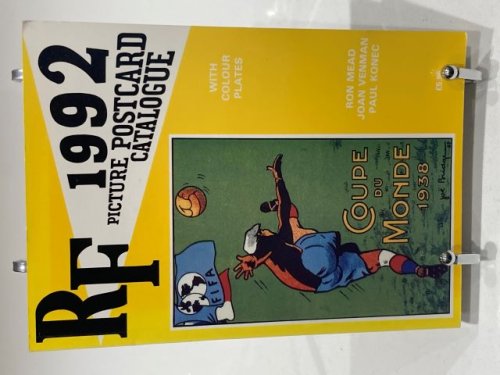 RF 1992
PICTURE POSTCARD
CATALOGUE
WITH
COLOUR
PLATES
RON MEAD
JOAN VENMAN
PAUL KONEC
COUPE
DU
MONDE
1938
FIFA